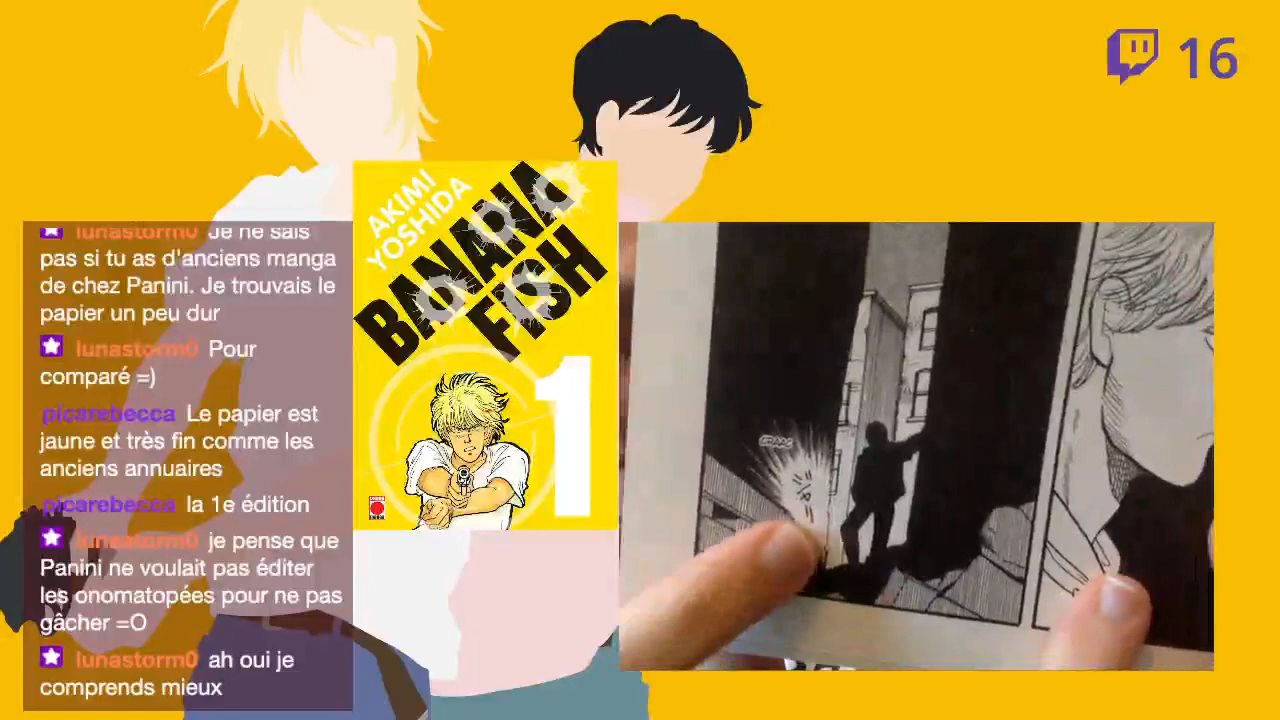 16
AKIMI
YOSHIDA
BANANA
FISH
1
lunastorm0 Je ne sais
pas si tu as d'anciens manga
de chez Panini. Je trouvais le
papier un peu dur
lunastorm0 Pour
comparé =)
picarebecca Le papier est
jaune et très fin comme les
anciens annuaires
picarebecca la 1e édition
lunastorm0 je pense que
Panini ne voulait pas éditer
les onomatopées pour ne pas
gâcher =O
lunastorm0 ah oui je
comprends mieux